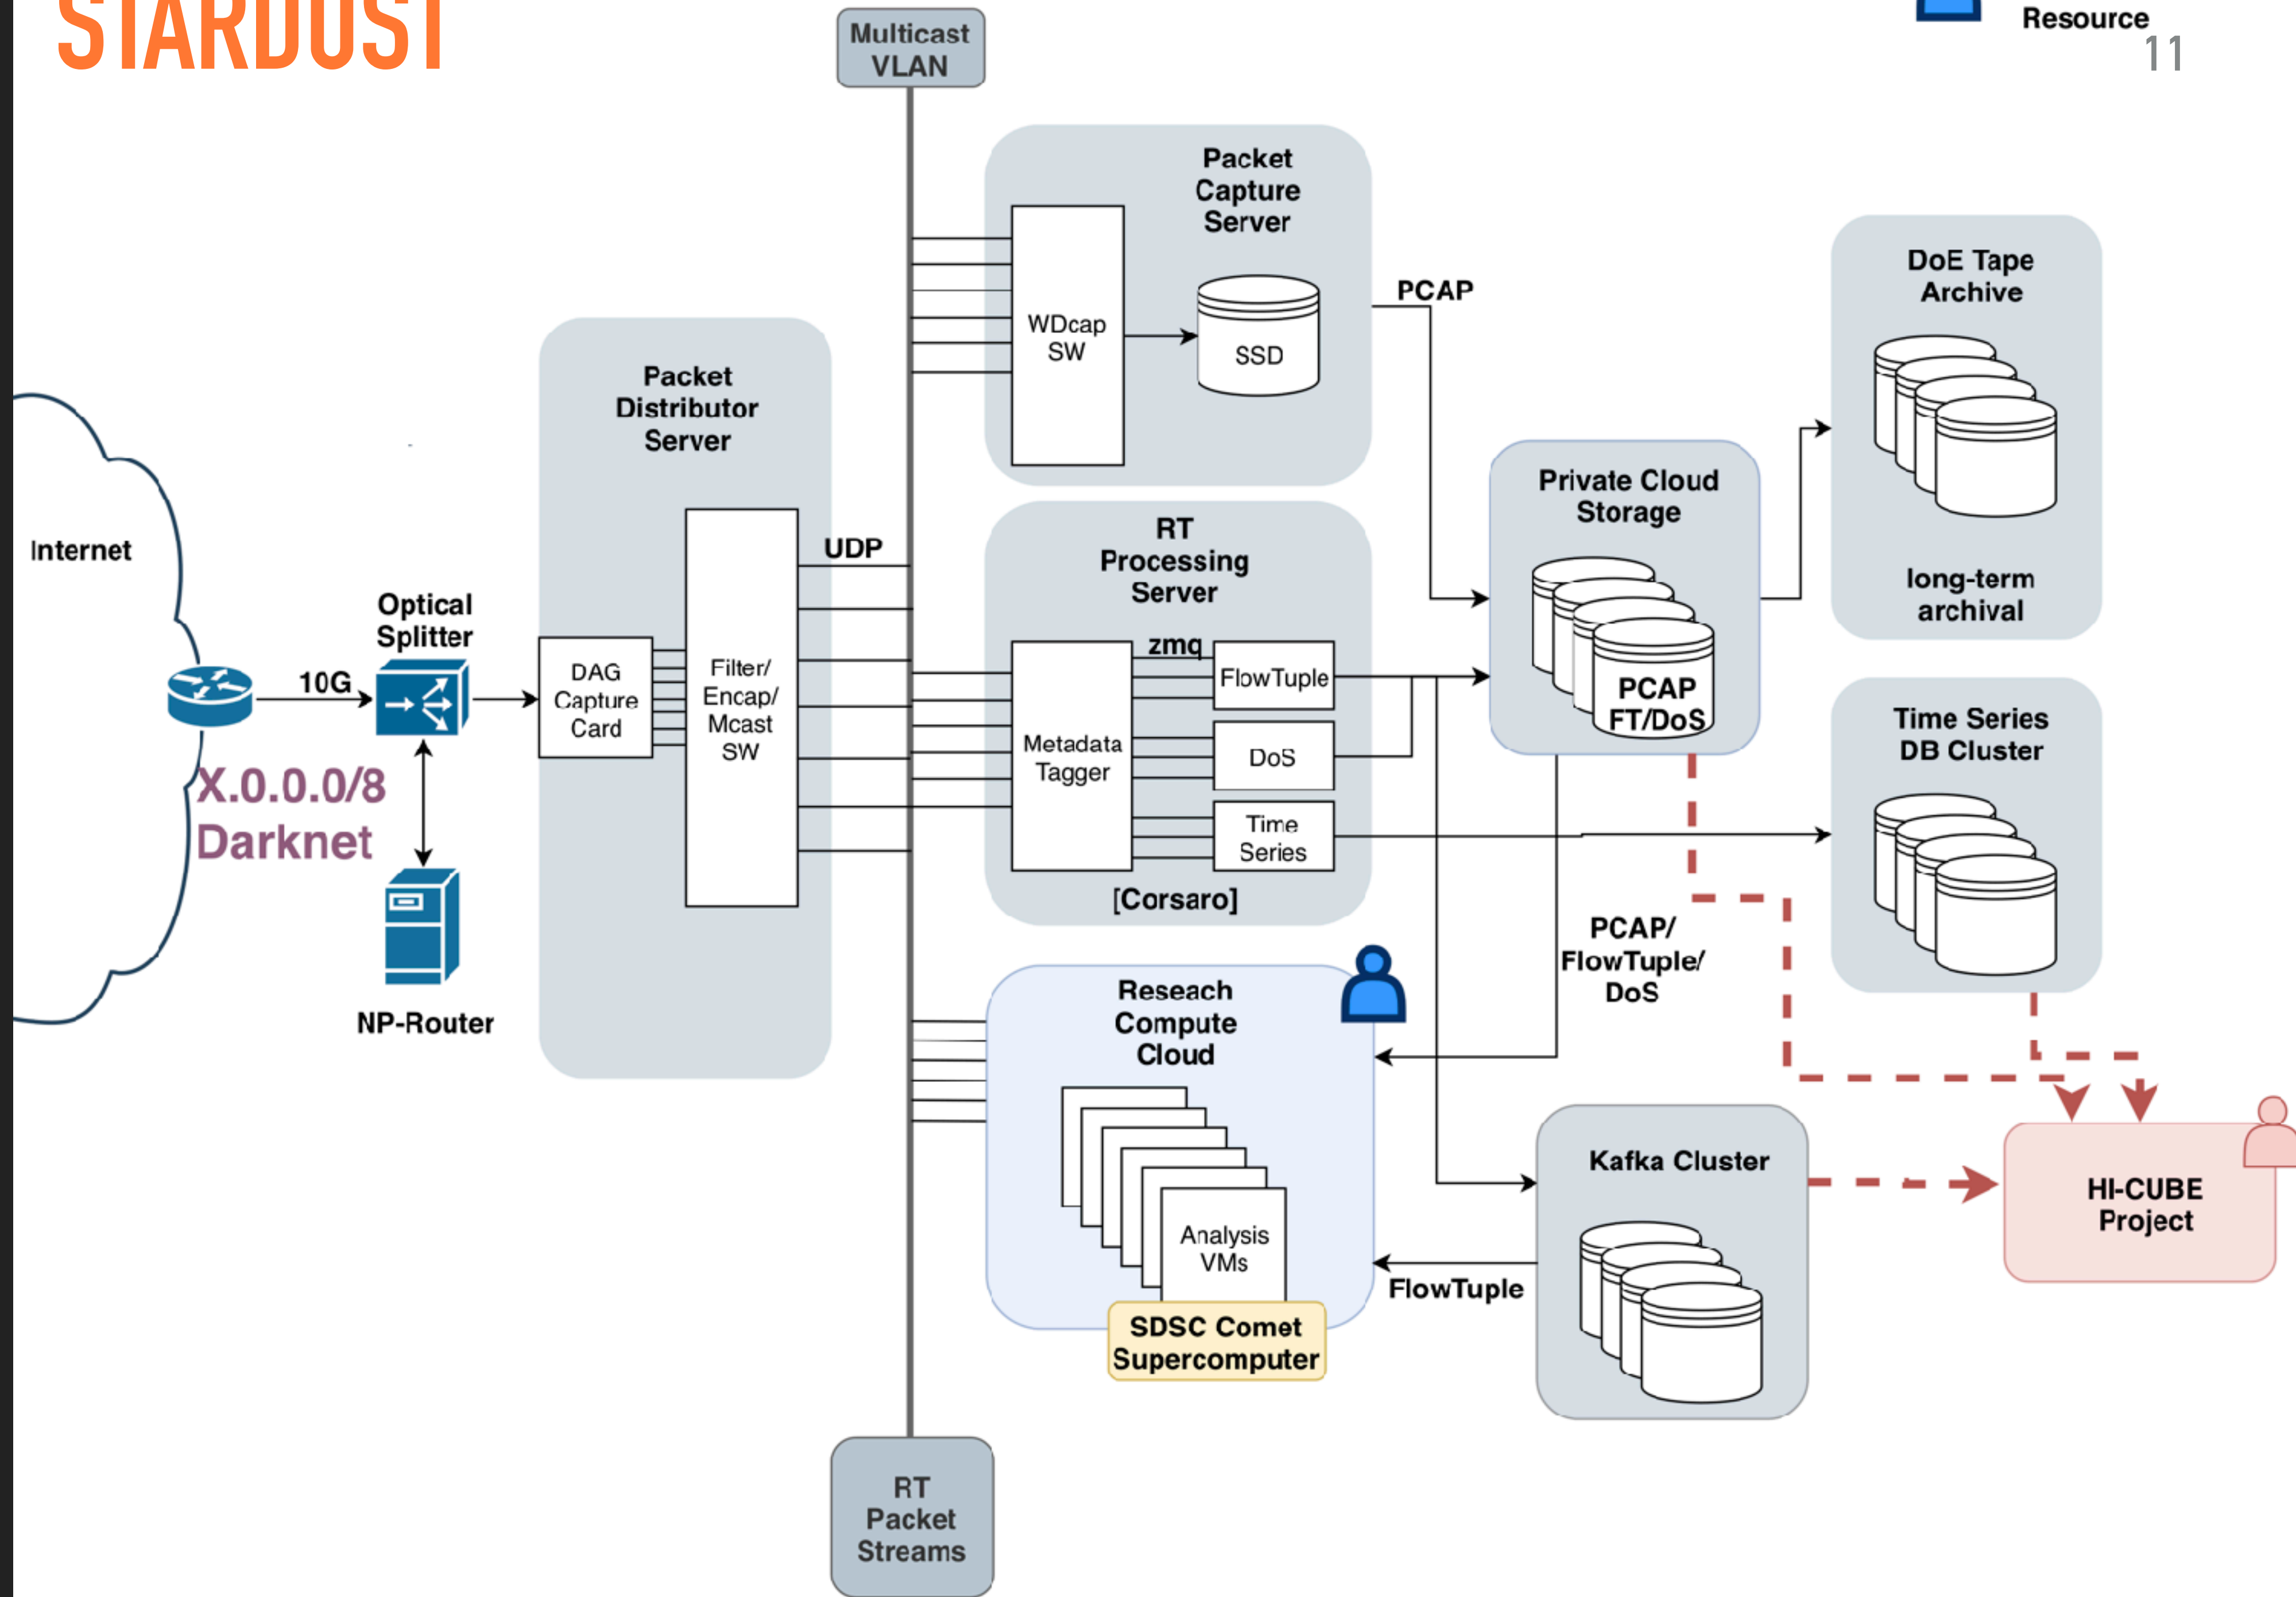 STARDUST
Resource
11
Multicast
VLAN
Packet
Capture
Server
WDcap
SW
SSD
PCAP
DoE Tape
Archive
long-term
archival
Packet
Distributor
Server
Internet
Optical
Splitter
10G
DAG
Capture
Card
Filter/
Encap/
Mcast
SW
UDP
X.0.0.0/8
Darknet
NP-Router
RT
Processing
Server
zmq
FlowTuple
Metadata
Tagger
DoS
Time
Series
[Corsaro]
Private Cloud
Storage
PCAP
FT/DoS
Time Series
DB Cluster
PCAP/
FlowTuple/
DoS
Reseach
Compute
Cloud
Analysis
VMs
SDSC Comet
Supercomputer
FlowTuple
Kafka Cluster
HI-CUBE
Project
RT
Packet
Streams